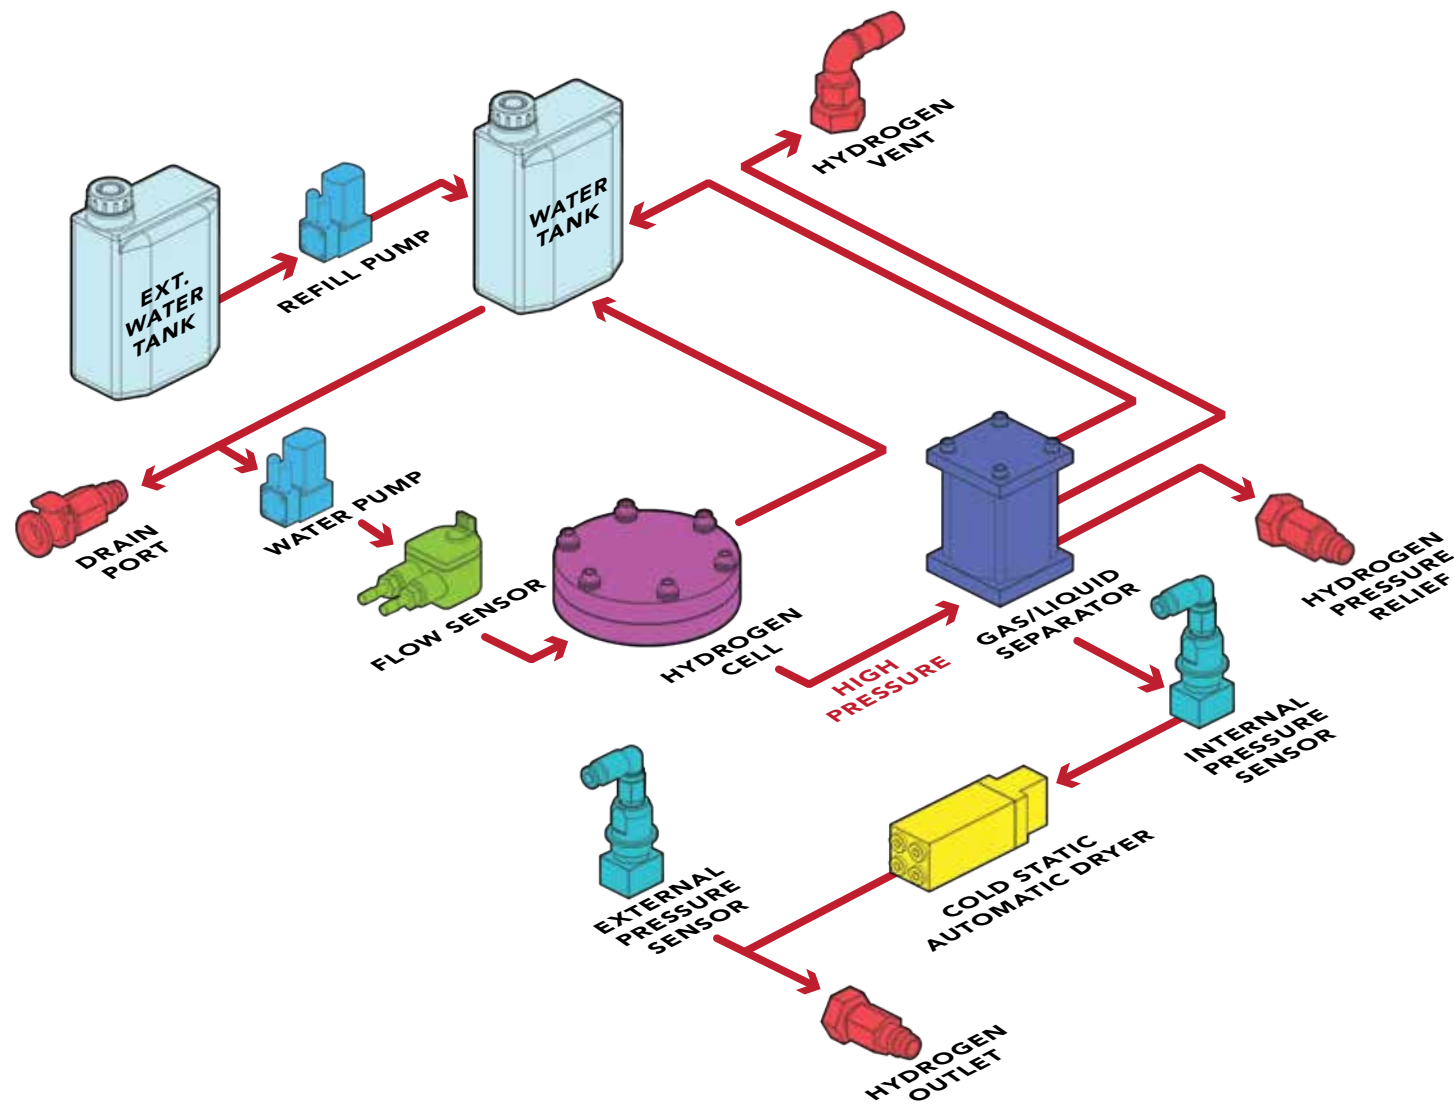 HYDROGEN
VENT
WATER
TANK
REFILL PUMP
EXT.
WATER
TANK
DRAIN
PORT
WATER PUMP
FLOW SENSOR
HYDROGEN
CELL
HIGH
PRESSURE
GAS/LIQUID
SEPARATOR
HYDROGEN
PRESSURE
RELIEF
INTERNAL
PRESSURE
SENSOR
EXTERNAL
PRESSURE
SENSOR
COLD STATIC
AUTOMATIC DRYER
HYDROGEN
OUTLET